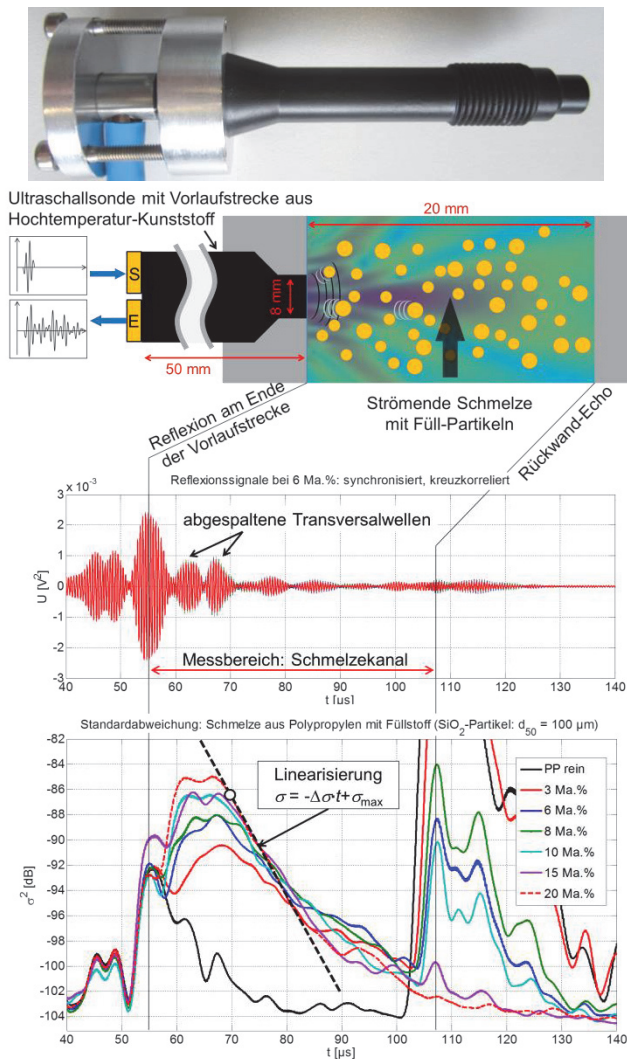 Ultraschallsonde mit Vorlaufstrecke aus
Hochtemperatur-Kunststoff
20 mm
S
E
8 mm
50 mm
Reflexion am Ende
der Vorlaufstrecke
Strömende Schmelze
mit Füll-Partikeln
Rückwand-Echo
x 10⁻³
Reflexionssignale bei 6 Ma.%: synchronisiert, kreuzkorreliert
abgespaltene Transversalwellen
U [V²]
3
2
1
0
-1
-2
-3
Messbereich: Schmelzekanal
40 50 60 70 80 90 100 110 120 130 140
t [µs]
Standardabweichung: Schmelze aus Polypropylen mit Füllstoff (SiO₂-Partikel: d₅₀ = 100 µm)
σ² [dB]
-82
-84
-86
-88
-90
-92
-94
-96
-98
-100
-102
-104
Linearisierung
σ = -Δσ·t+σmax
PP rein
3 Ma.%
6 Ma.%
8 Ma.%
10 Ma.%
15 Ma.%
20 Ma.%
40 50 60 70 80 90 100 110 120 130 140
t [µs]